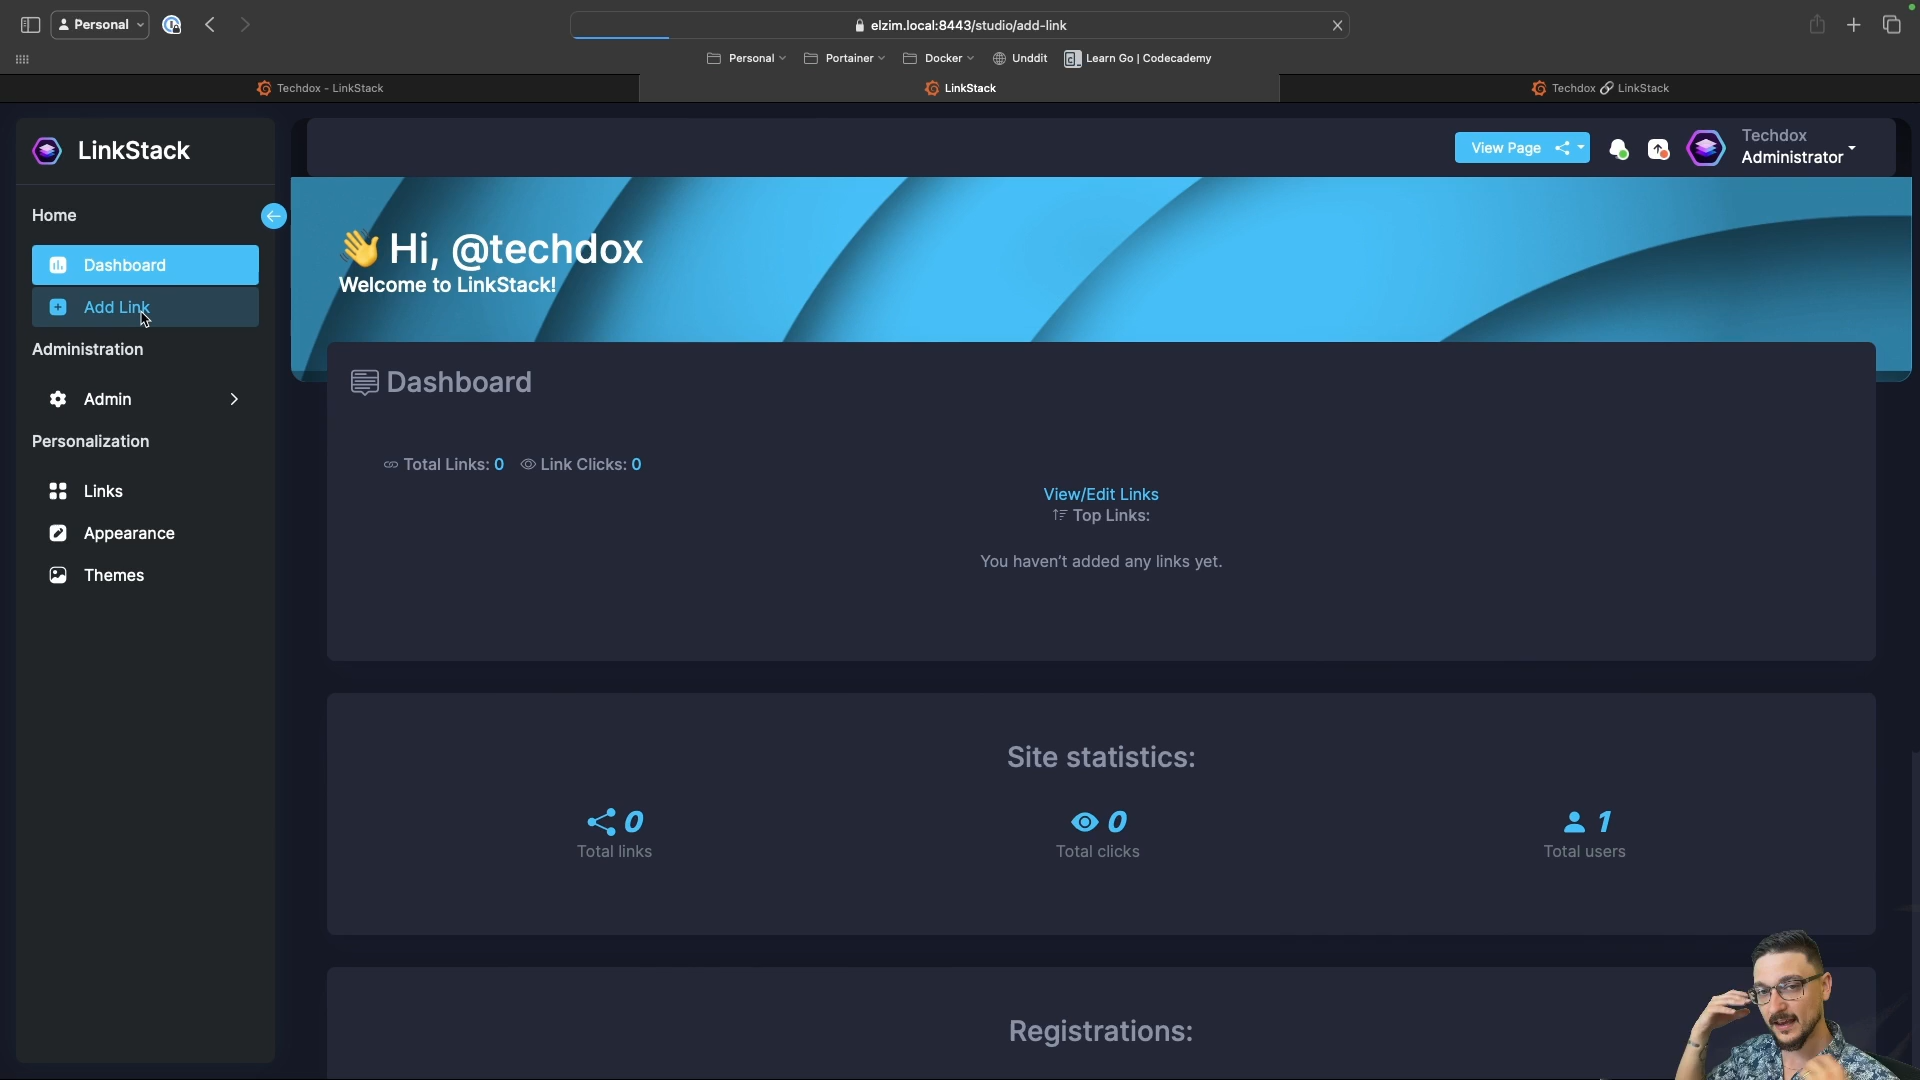 Personal
elzim.local:8443/studio/add-link
Personal
Portainer
Docker
Unddit
Learn Go | Codecademy
Techdox - LinkStack
LinkStack
Techdox 🔗 LinkStack
LinkStack
View Page
Techdox
Administrator
Home
Dashboard
Add Link
Administration
Admin
Personalization
Links
Appearance
Themes
👋 Hi, @techdox
Welcome to LinkStack!
Dashboard
Total Links: 0 Link Clicks: 0
View/Edit Links
Top Links:
You haven't added any links yet.
Site statistics:
0
Total links
0
Total clicks
1
Total users
Registrations: